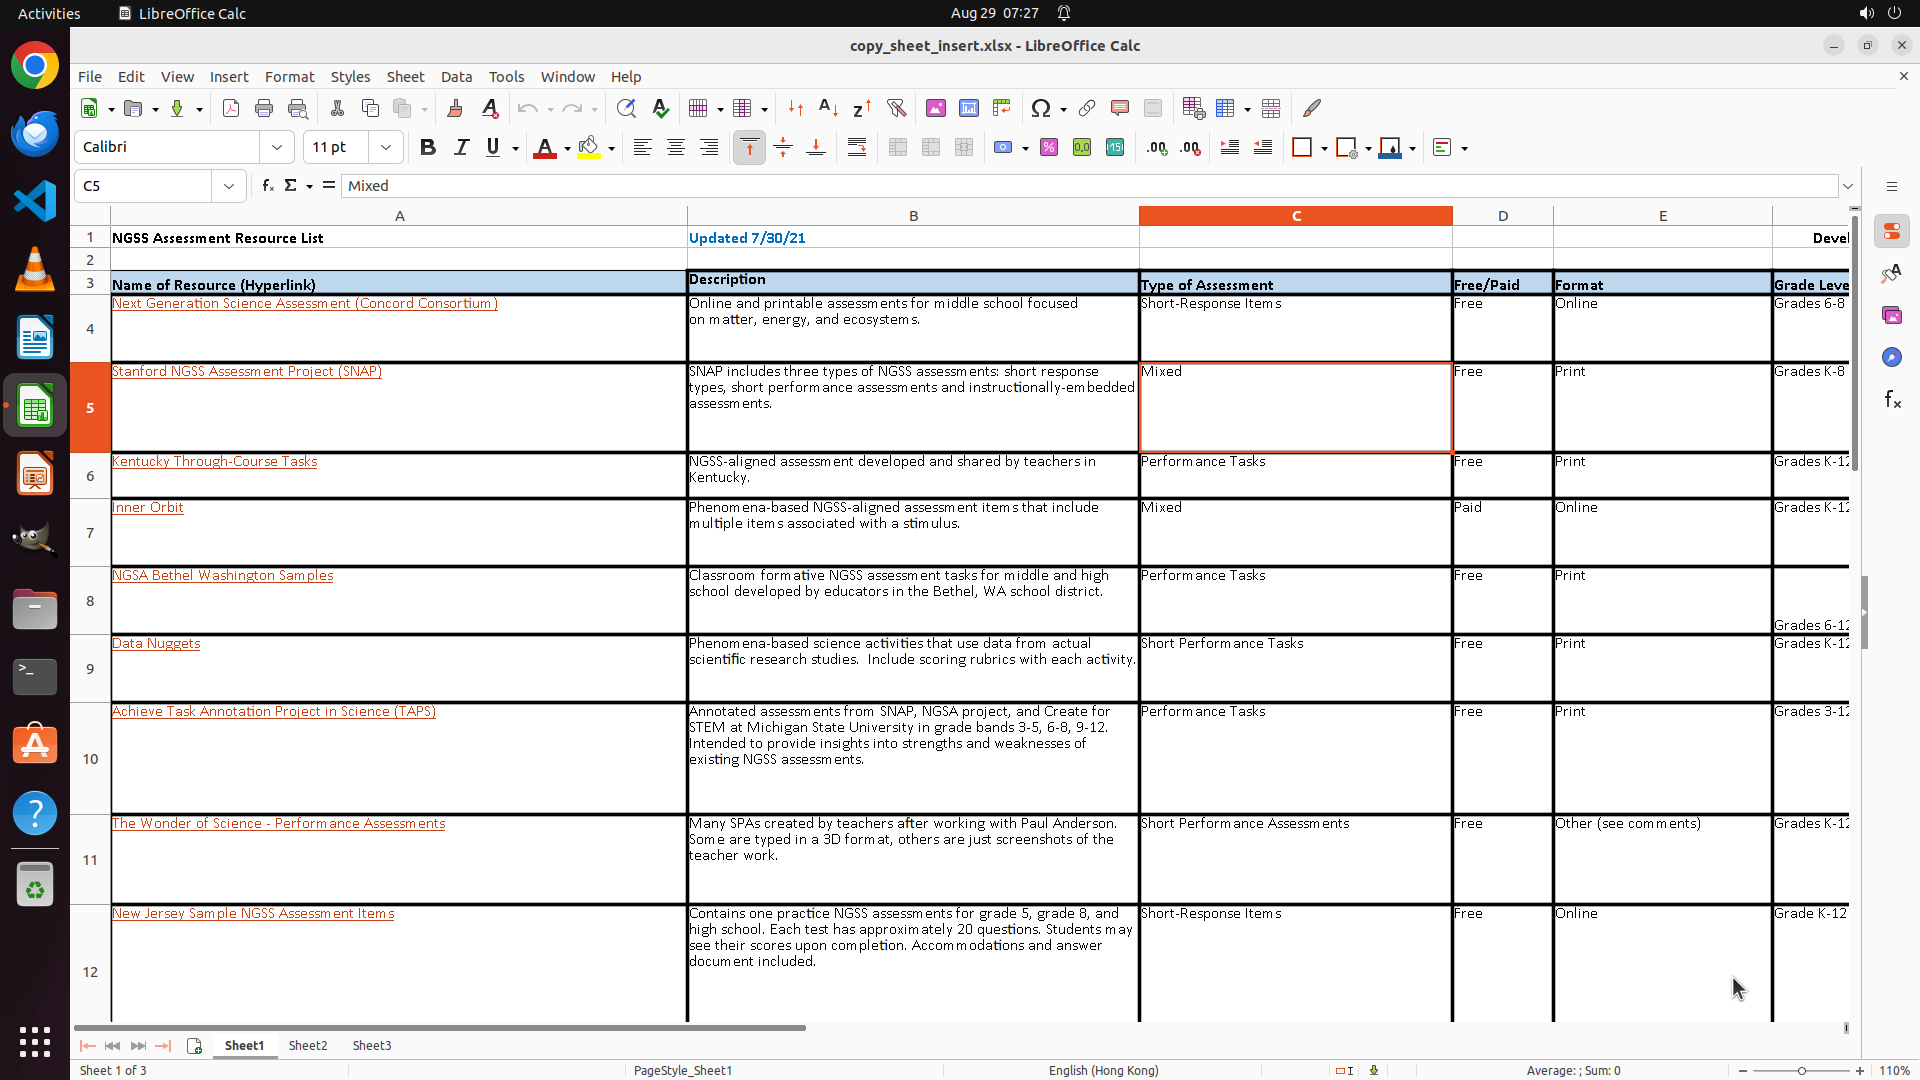 Activities
LibreOffice Calc
Aug 29 07:27
copy_sheet_insert.xlsx - LibreOffice Calc
File Edit View Insert Format Styles Sheet Data Tools Window Help
Calibri
11 pt
C5
Mixed
A B C D E
1 NGSS Assessment Resource List Updated 7/30/21 Devel
2
3 Name of Resource (Hyperlink) Description Type of Assessment Free/Paid Format Grade Leve
4 Next Generation Science Assessment (Concord Consortium) Online and printable assessments for middle school focused Short-Response Items Free Online Grades 6-8
on matter, energy, and ecosystems.
5 Stanford NGSS Assessment Project (SNAP) SNAP includes three types of NGSS assessments: short response Mixed Free Print Grades K-8
types, short performance assessments and instructionally-embedded
assessments.
6 Kentucky Through-Course Tasks NGSS-aligned assessment developed and shared by teachers in Performance Tasks Free Print Grades K-12
Kentucky.
7 Inner Orbit Phenomena-based NGSS-aligned assessment items that include Mixed Paid Online Grades K-12
multiple items associated with a stimulus.
8 NGSA Bethel Washington Samples Classroom formative NGSS assessment tasks for middle and high Performance Tasks Free Print
school developed by educators in the Bethel, WA school district.
Grades 6-12
9 Data Nuggets Phenomena-based science activities that use data from actual Short Performance Tasks Free Print Grades K-12
scientific research studies. Include scoring rubrics with each activity.
10 Achieve Task Annotation Project in Science (TAPS) Annotated assessments from SNAP, NGSA project, and Create for Performance Tasks Free Print Grades 3-12
STEM at Michigan State University in grade bands 3-5, 6-8, 9-12.
Intended to provide insights into strengths and weaknesses of
existing NGSS assessments.
11 The Wonder of Science - Performance Assessments Many SPAs created by teachers after working with Paul Anderson. Short Performance Assessments Free Other (see comments) Grades K-12
Some are typed in a 3D format, others are just screenshots of the
teacher work.
12 New Jersey Sample NGSS Assessment Items Contains one practice NGSS assessments for grade 5, grade 8, and Short-Response Items Free Online Grade K-12
high school. Each test has approximately 20 questions. Students may
see their scores upon completion. Accommodations and answer
document included.
Sheet1 Sheet2 Sheet3
Sheet 1 of 3 PageStyle_Sheet1 English (Hong Kong) Average: ; Sum: 0 110%